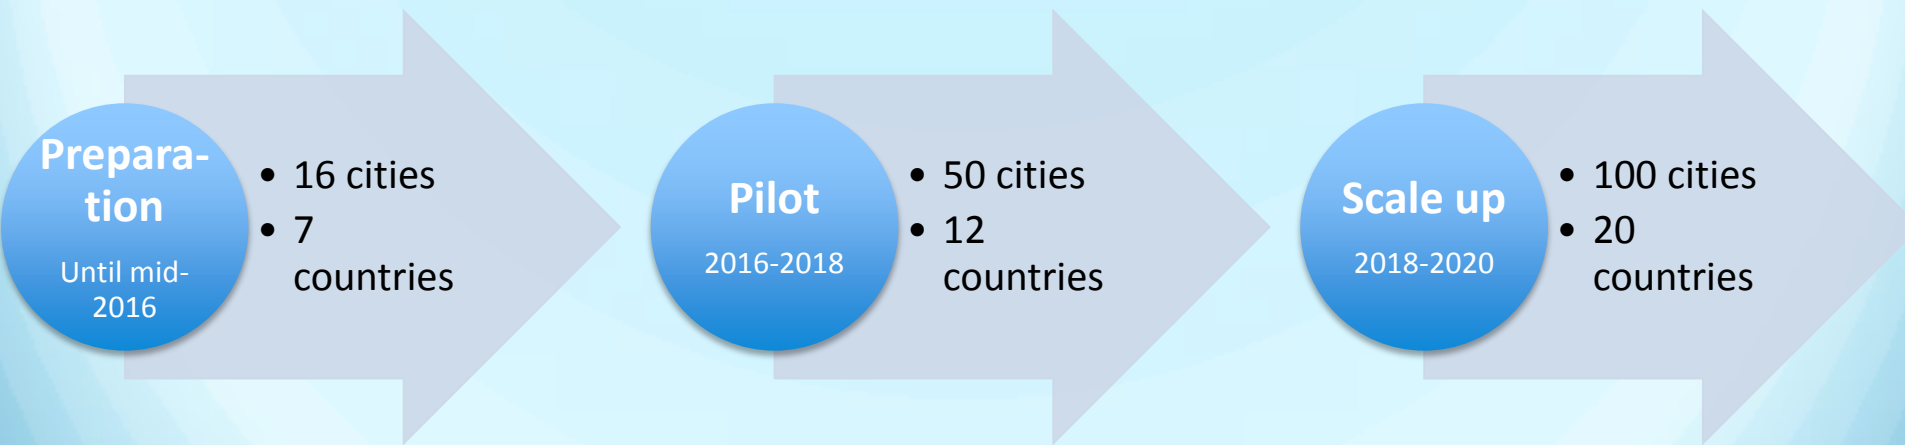 Prepara-
tion
Until mid-
2016
• 16 cities
• 7
countries
Pilot
2016-2018
• 50 cities
• 12
countries
Scale up
2018-2020
• 100 cities
• 20
countries